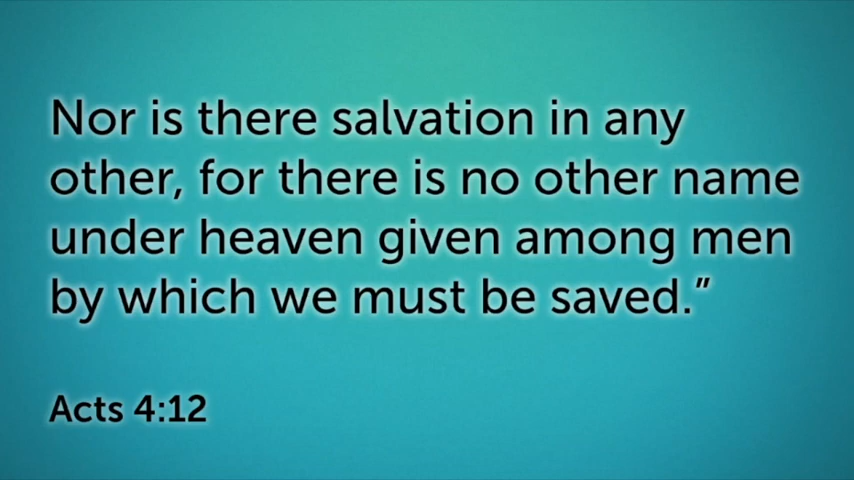 Nor is there salvation in any
other, for there is no other name
under heaven given among men
by which we must be saved.”
Acts 4:12